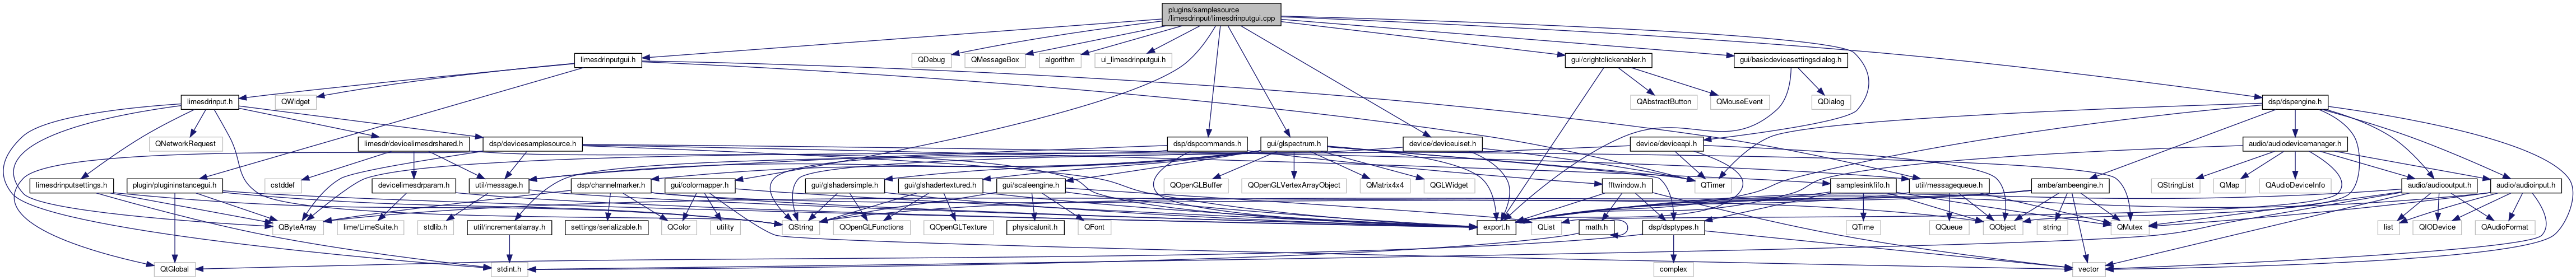 plugins/samplesource
/limesdrinput/limesdrinputgui.cpp
limesdrinputgui.h
QDebug
QMessageBox
algorithm
ui_limesdrinputgui.h
gui/crightclickenabler.h
gui/basicdevicesettingsdialog.h
limesdrinput.h
QWidget
QAbstractButton
QMouseEvent
QDialog
dsp/dspengine.h
QNetworkRequest
limesdr/devicelimesdrshared.h
dsp/devicesamplesource.h
dsp/dspcommands.h
gui/glspectrum.h
device/deviceuiset.h
device/deviceapi.h
audio/audiodevicemanager.h
limesdrinputsettings.h
plugin/plugininstancegui.h
cstddef
devicelimesdrparam.h
util/message.h
dsp/channelmarker.h
gui/colormapper.h
gui/glshadersimple.h
gui/glshadertextured.h
gui/scaleengine.h
QOpenGLBuffer
QOpenGLVertexArrayObject
QMatrix4x4
QGLWidget
fftwindow.h
QTimer
samplesinkfifo.h
util/messagequeue.h
ambe/ambeengine.h
QStringList
QMap
QAudioDeviceInfo
audio/audiooutput.h
audio/audioinput.h
QByteArray
lime/LimeSuite.h
stdlib.h
util/incrementalarray.h
settings/serializable.h
QColor
utility
QString
QOpenGLFunctions
QOpenGLTexture
physicalunit.h
QFont
export.h
QList
math.h
dsp/dsptypes.h
QTime
QQueue
QObject
string
QMutex
list
QIODevice
QAudioFormat
QtGlobal
stdint.h
complex
vector